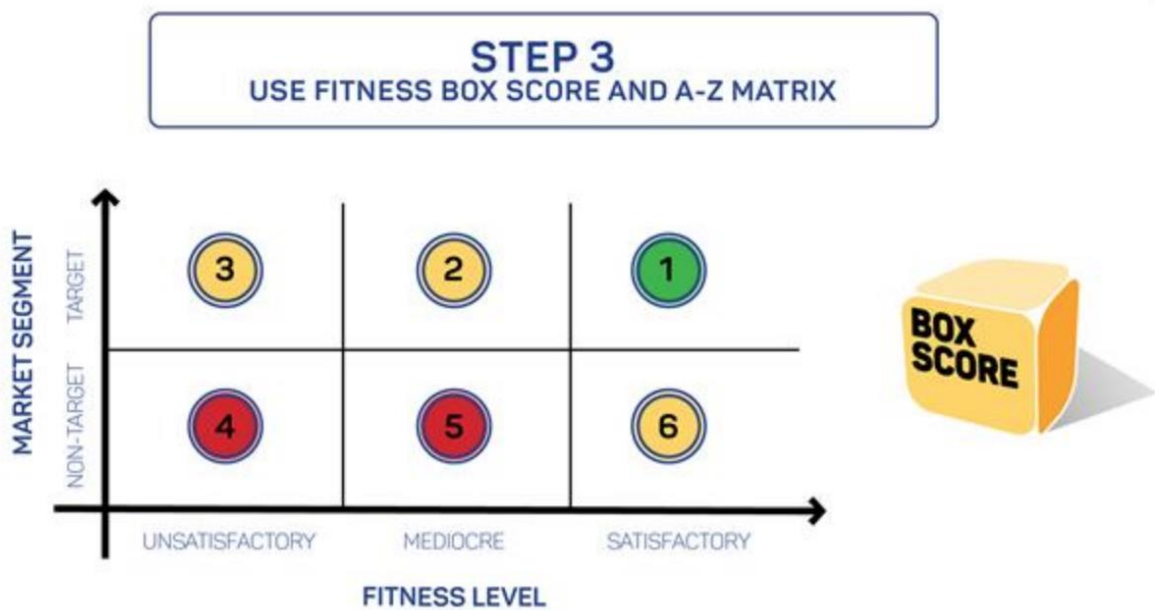 STEP 3
USE FITNESS BOX SCORE AND A-Z MATRIX
MARKET SEGMENT
TARGET
NON-TARGET
3
2
1
4
5
6
UNSATISFACTORY
MEDIOCRE
SATISFACTORY
FITNESS LEVEL
BOX
SCORE